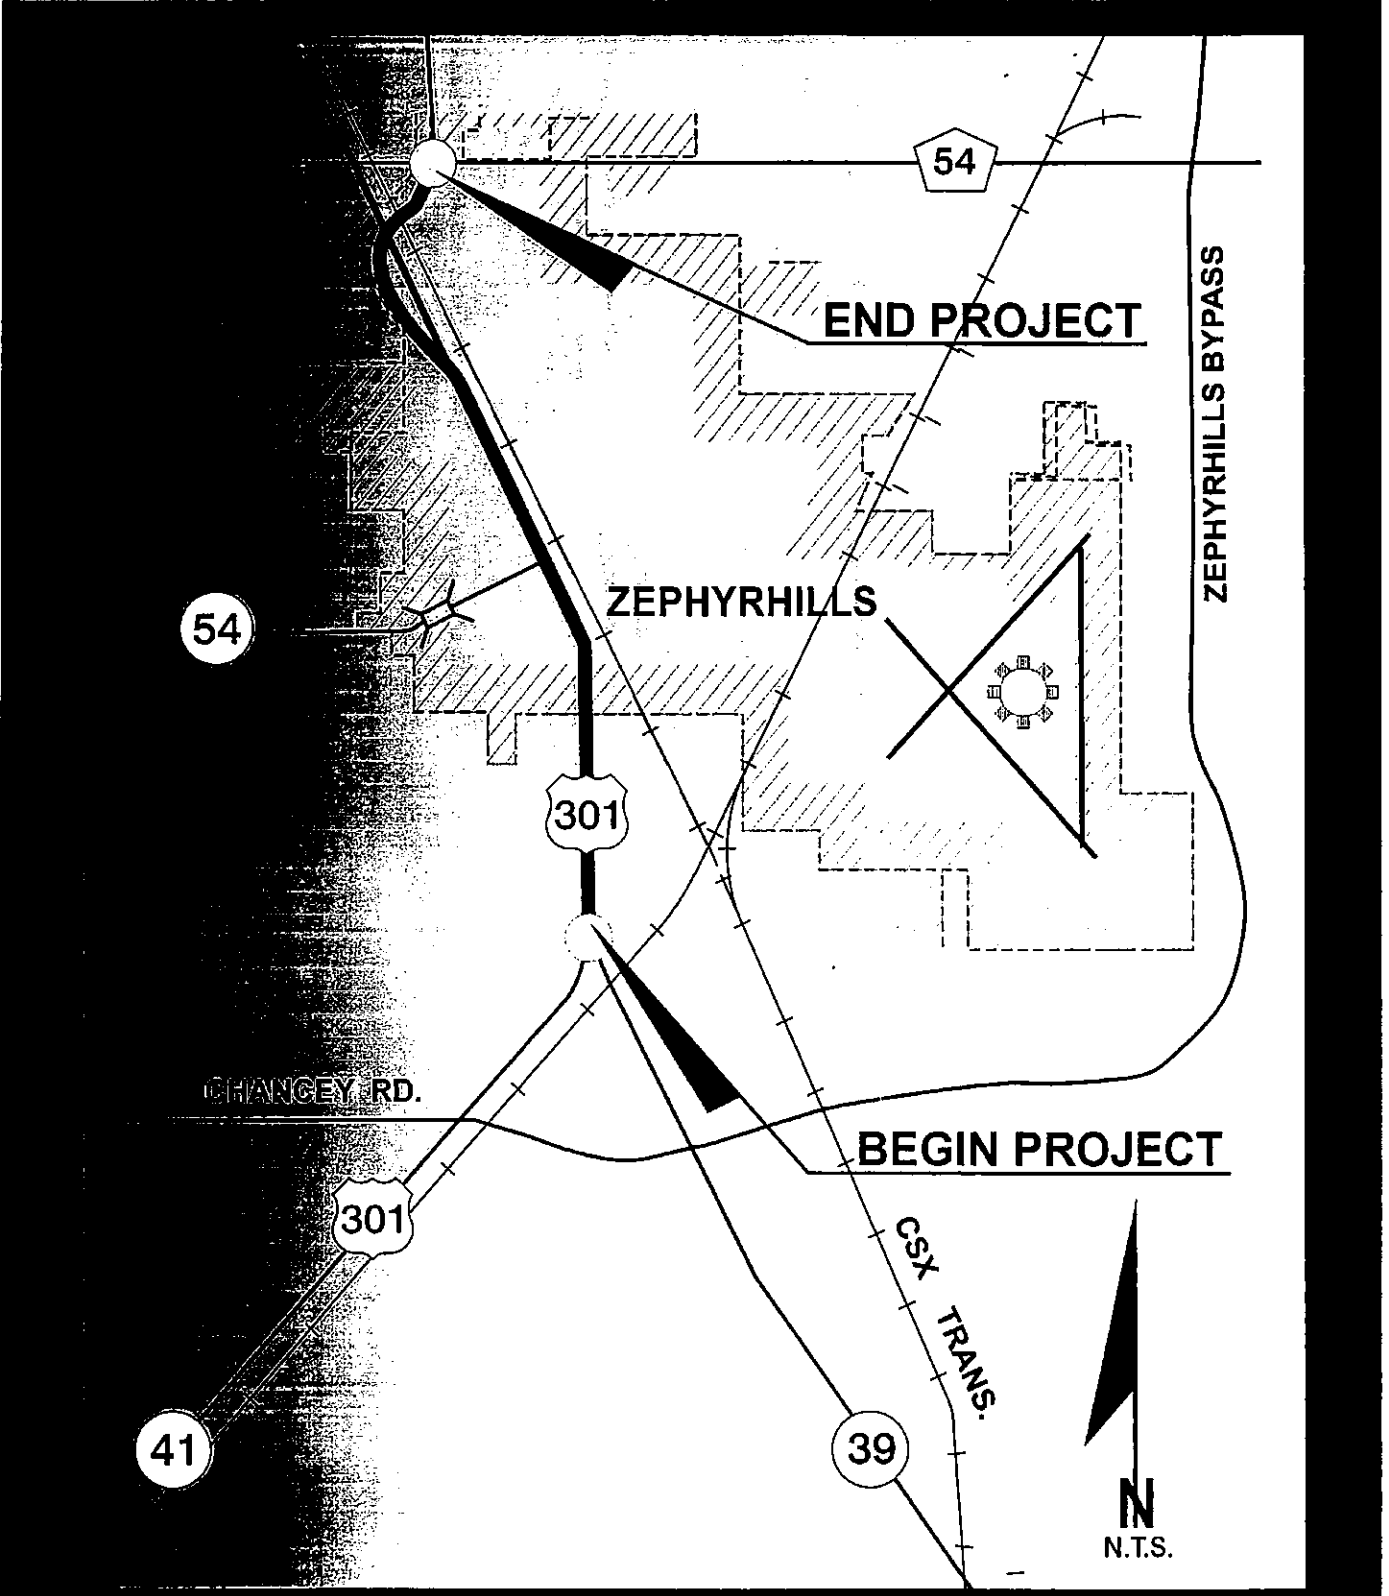 54
END PROJECT
ZEPHYRHILLS BYPASS
ZEPHYRHILLS
54
301
CHANCEY RD.
BEGIN PROJECT
301
CSX TRANS.
41
39
N
N.T.S.